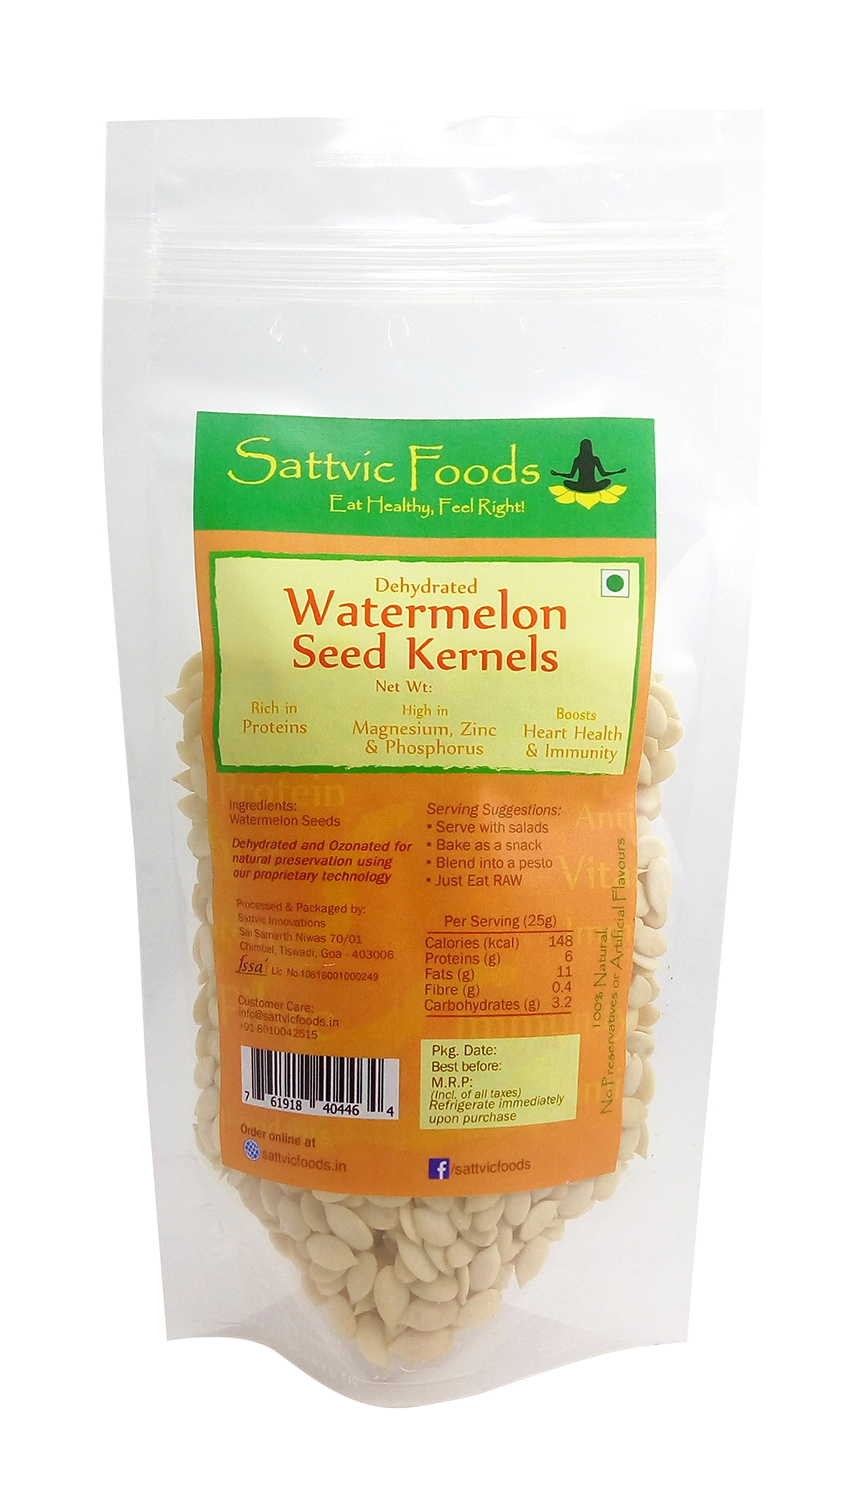 Sattvic Foods
Eat Healthy, Feel Right!
Dehydrated
Watermelon
Seed Kernels
Net Wt:
Rich in
Proteins
High in
Magnesium, Zinc
& Phosphorus
Boosts
Heart Health
& Immunity
Protein
Ingredients:
Watermelon Seeds
Dehydrated and Ozonated for
natural preservation using
our proprietary technology
Processed & Packaged by:
Sattvic Innovations
Sai Samarth Niwas 70/01
Chimbel, Tiswadi, Goa - 403006
fssai Lic. No 10616001000249
Customer Care:
info@sattvicfoods.in
+91 8010042515
7 61918 40446 4
Order online at
sattvicfoods.in
Serving Suggestions:
▪ Serve with salads
▪ Bake as a snack
▪ Blend into a pesto
▪ Just Eat RAW
Per Serving (25g)
Calories (kcal) 148
Proteins (g) 6
Fats (g) 11
Fibre (g) 0.4
Carbohydrates (g) 3.2
Pkg. Date:
Best before:
M.R.P:
(Incl. of all taxes)
Refrigerate immediately
upon purchase
f/sattvicfoods
100% Natural.
No Preservatives or Artificial Flavours